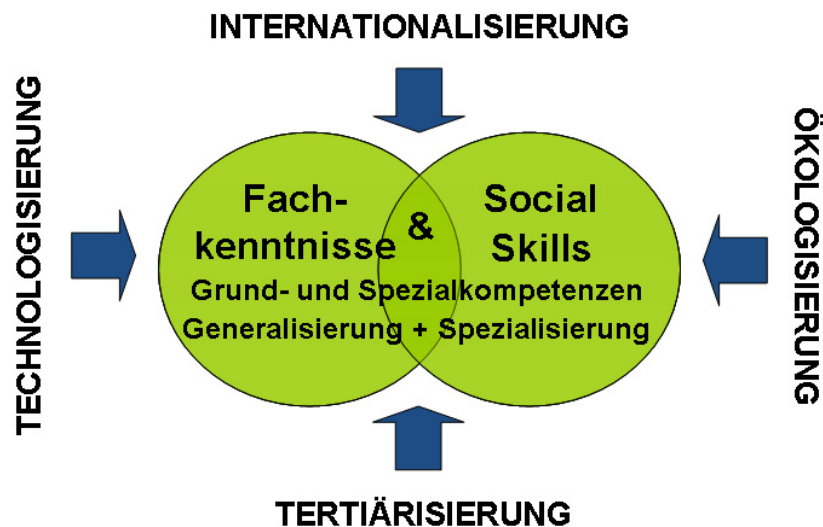 INTERNATIONALISIERUNG
TECHNOLOGISIERUNG
Fach-
kenntnisse
&
Social
Skills
Grund- und Spezialkompetenzen
Generalisierung + Spezialisierung
ÖKOLOGISIERUNG
TERTIÄRISIERUNG